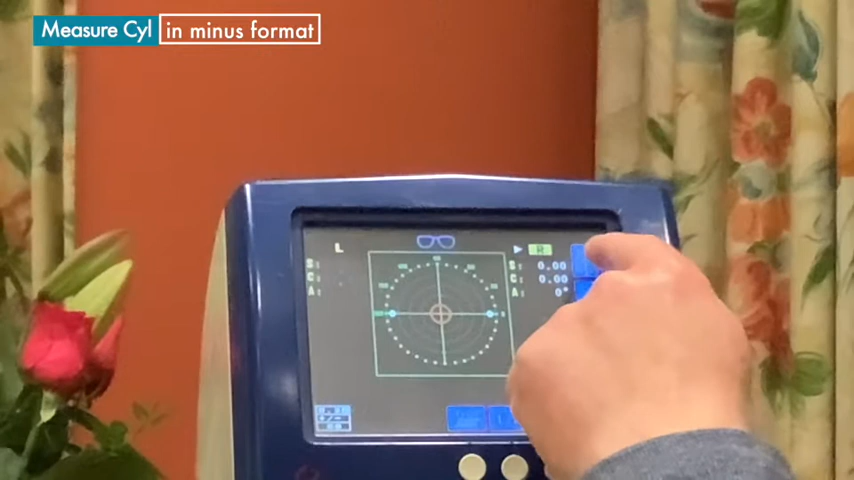 Measure Cyl in minus format
L
R
S:
C:
A:
S: 0.00
C: 0.00
A: 0°